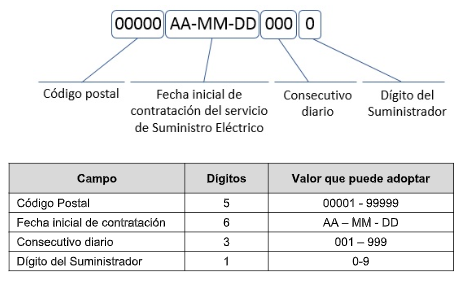 00000 AA-MM-DD 000 0
Código postal
Fecha inicial de
contratación del servicio
de Suministro Eléctrico
Consecutivo
diario
Dígito del
Suministrador
Campo Dígitos Valor que puede adoptar
Código Postal 5 00001 - 99999
Fecha inicial de contratación 6 AA – MM - DD
Consecutivo diario 3 001 – 999
Dígito del Suministrador 1 0-9